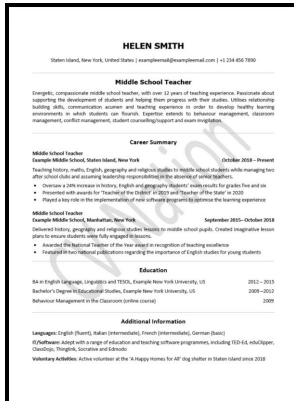 HELEN SMITH
Staten Island, New York, United States | exampleemail@exampleemail.com | +1 234 456 7890
Middle School Teacher
Energetic, compassionate middle school teacher, with over 12 years of teaching experience. Passionate about
supporting the development of students and helping them progress with their studies. Utilises relationship
building skills, communication acumen and teaching experience in order to develop healthy learning
environments in which students can flourish. Expertise extends to behaviour management, classroom
management, conflict management, student counselling/support and exam invigilation.
Career Summary
Middle School Teacher
Example Middle School, Staten Island, New York October 2018 – Present
Teaching history, maths, English, geography and religious studies to middle school students while managing two
after school clubs and assuming leadership responsibilities in the absence of senior teachers.
• Oversaw a 24% increase in history, English and geography students' exam results for grades five and six
• Presented with awards for 'Teacher of the District' in 2019 and 'Teacher of the State' in 2020
• Played a key role in the implementation of new software programs to optimise the learning experience
Middle School Teacher
Example Middle School, Manhattan, New York September 2015– October 2018
Delivered history, geography and religious studies lessons to middle school pupils. Created imaginative lesson
plans to ensure students were fully engaged in lessons.
• Awarded the National Teacher of the Year award in recognition of teaching excellence
• Featured in two national publications regarding the importance of English studies for young students
Education
BA in English Language, Linguistics and TESOL, Example New York University, US 2012 – 2015
Bachelor's Degree in Educational Studies, Example New York University, US 2009 –2012
Behaviour Management in the Classroom (online course) 2009
Additional Information
Languages: English (fluent), Italian (intermediate), French (intermediate), German (basic)
IT/Software: Adept with a range of education and teaching software programmes, including TED-Ed, eduClipper,
ClassDojo, Thinglink, Socrative and Edmodo
Voluntary Activities: Active volunteer at the 'A Happy Homes for All' dog shelter in Staten Island since 2018